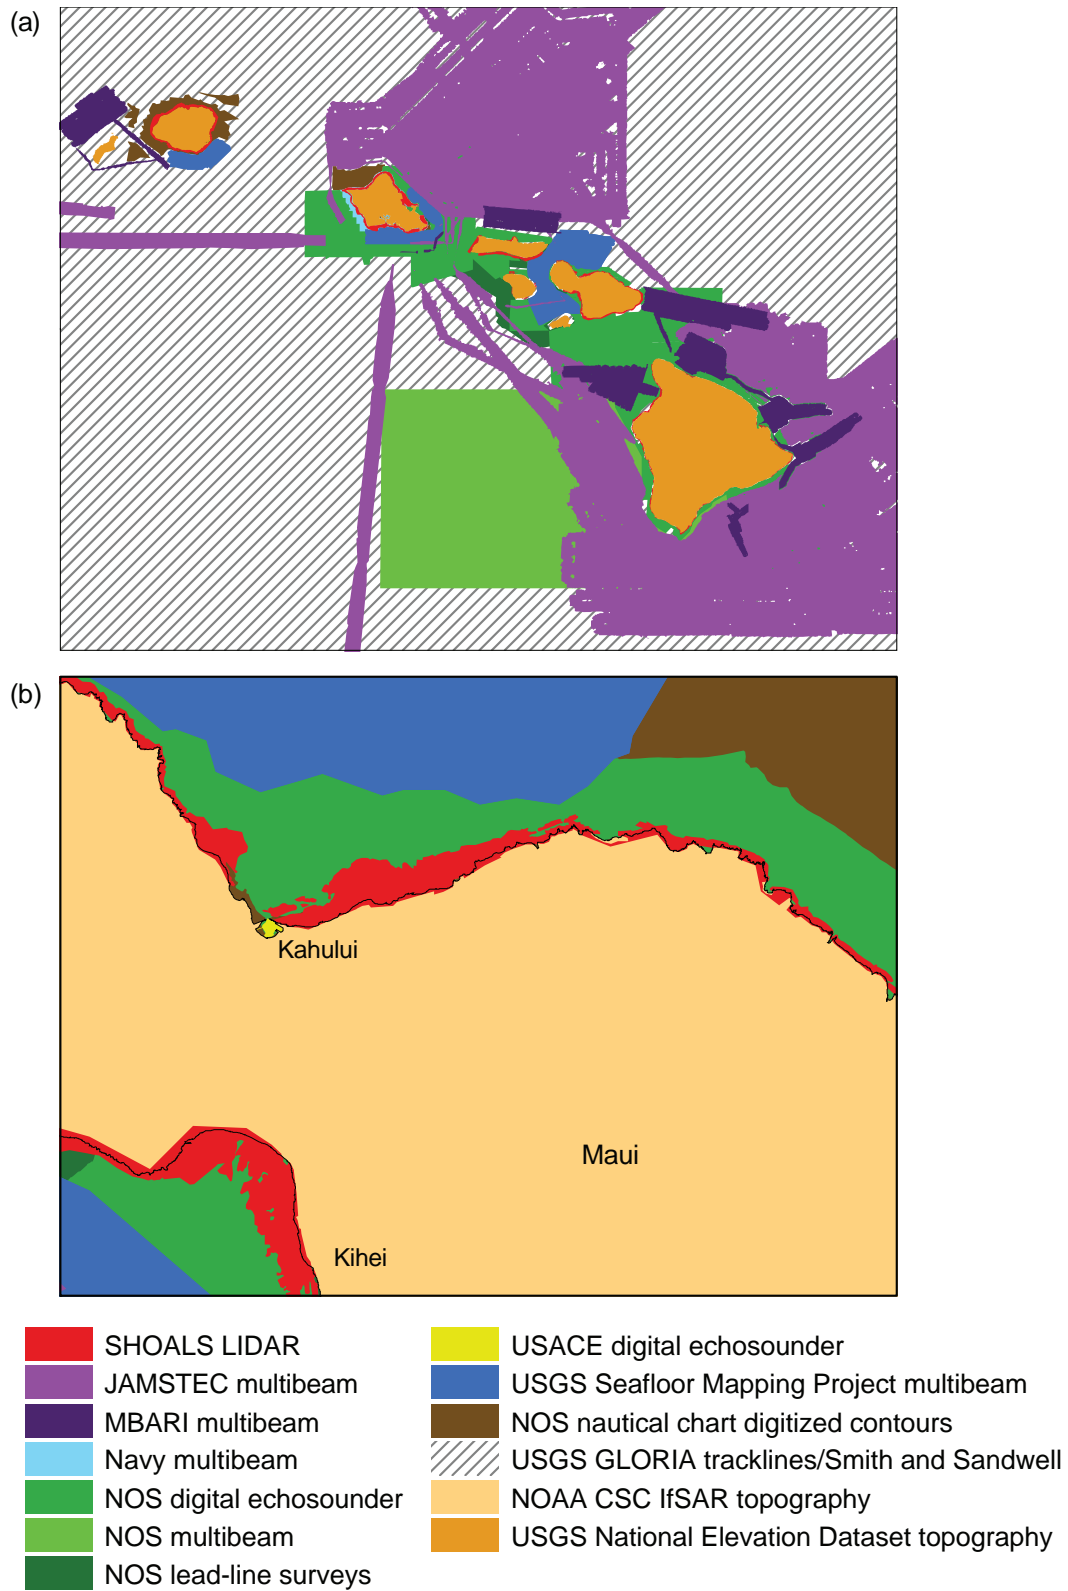 (a)
(b)
Kahului
Maui
Kihei
SHOALS LIDAR
JAMSTEC multibeam
MBARI multibeam
Navy multibeam
NOS digital echosounder
NOS multibeam
NOS lead-line surveys
USACE digital echosounder
USGS Seafloor Mapping Project multibeam
NOS nautical chart digitized contours
USGS GLORIA tracklines/Smith and Sandwell
NOAA CSC IfSAR topography
USGS National Elevation Dataset topography